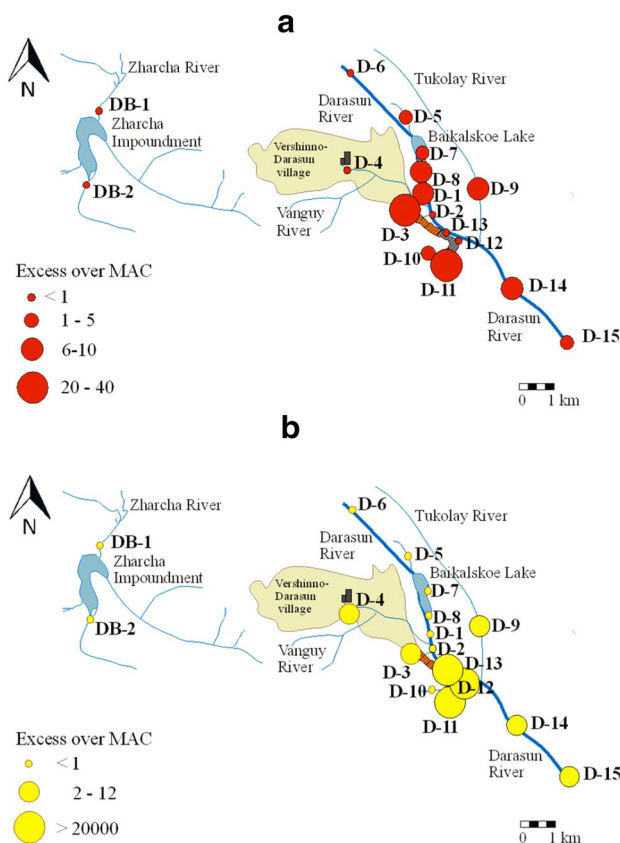 a
Zharcha River
DB-1
Zharcha
Impoundment
DB-2
N
D-6
Tukolay River
Darasun
River
D-5
Baikalskoe Lake
Vershinno-
Darasun
village
D-4
D-7
D-8
D-9
D-1
D-2
Vanguy
River
D-3
D-13
D-12
D-10
D-11
D-14
Darasun
River
D-15
Excess over MAC
< 1
1 - 5
6-10
20 - 40
0 1 km
b
Zharcha River
DB-1
Zharcha
Impoundment
DB-2
N
D-6
Tukolay River
Darasun
River
D-5
Baikalskoe Lake
Vershinno-
Darasun
village
D-4
D-7
D-8
D-9
D-1
D-2
Vanguy
River
D-3
D-13
D-12
D-10
D-11
D-14
Darasun
River
D-15
Excess over MAC
< 1
2 - 12
> 20000
0 1 km